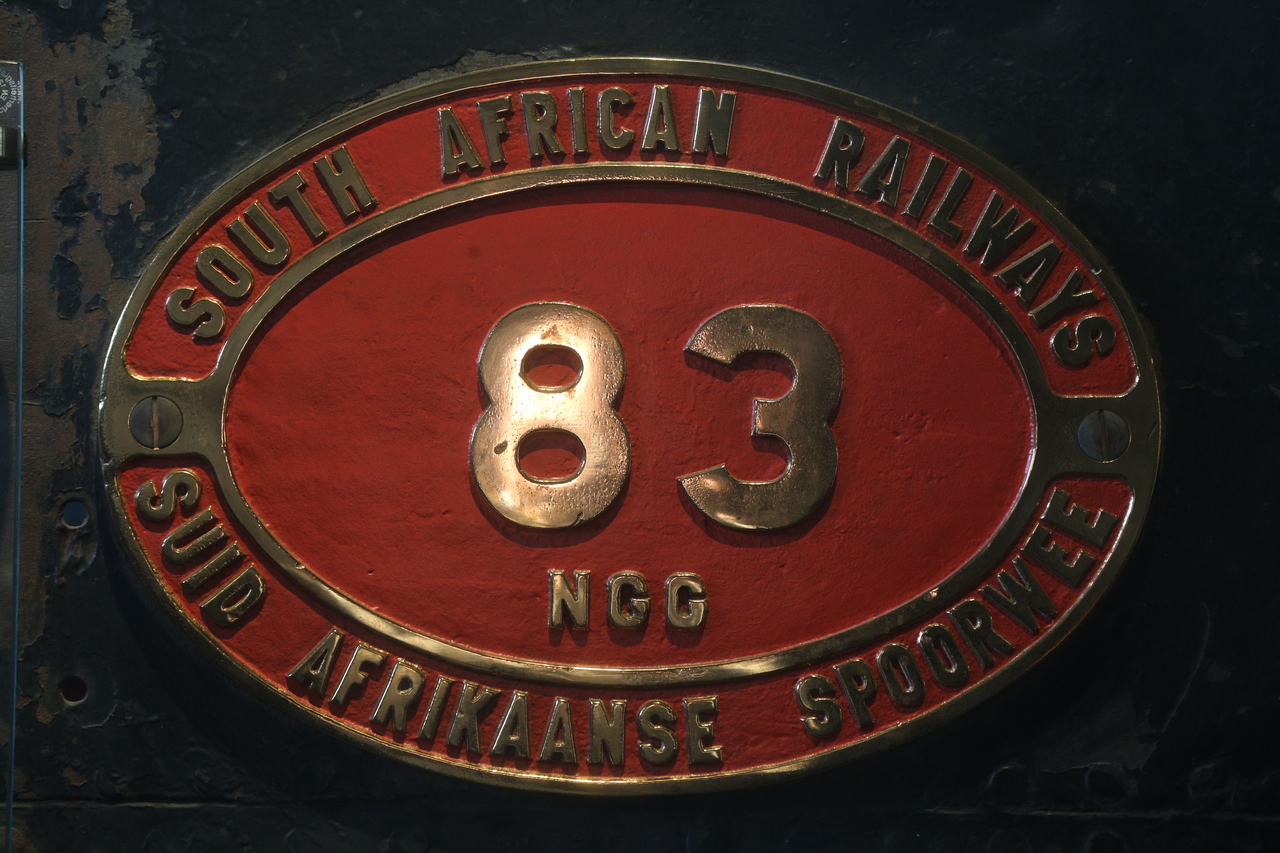 SOUTH AFRICAN RAILWAYS
83
NGG
SUID AFRIKAANSE SPOORWEE